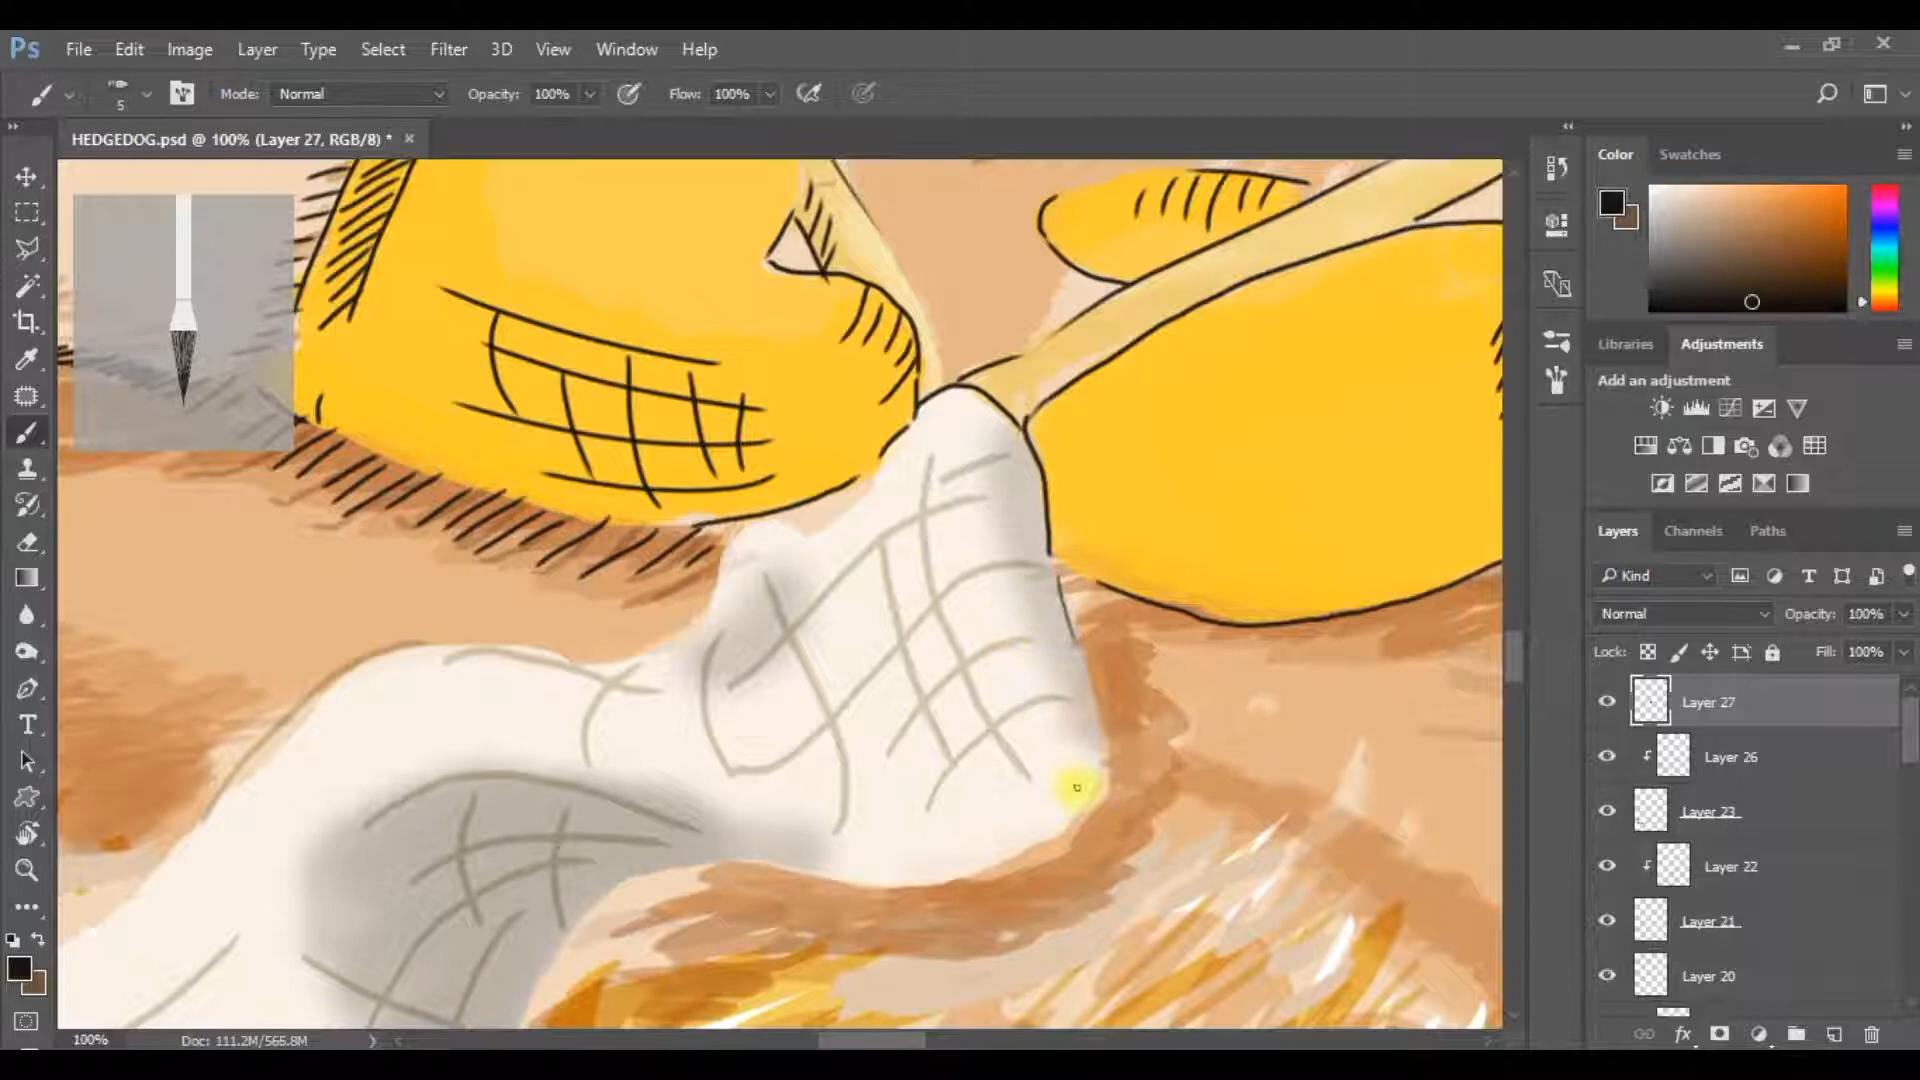 Ps File Edit Image Layer Type Select Filter 3D View Window Help
5 Mode: Normal Opacity: 100% Flow: 100%
HEDGEDOG.psd @ 100% (Layer 27, RGB/8) * ×
Color Swatches
Libraries Adjustments
Add an adjustment
Layers Channels Paths
Kind
Normal Opacity: 100%
Lock: Fill: 100%
Layer 27
Layer 26
Layer 23
Layer 22
Layer 21
Layer 20
fx
100% Doc: 111.2M/565.8M